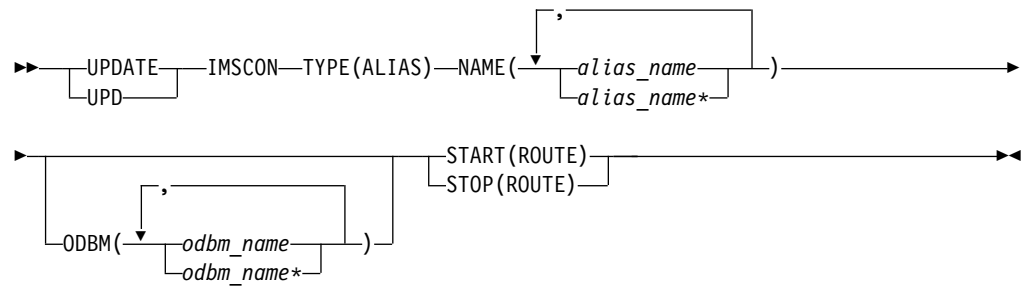 ,
UPDATE IMSCON TYPE(ALIAS) NAME( alias_name )
UPD alias_name*
START(ROUTE)
, STOP(ROUTE)
ODBM( odbm_name )
odbm_name*